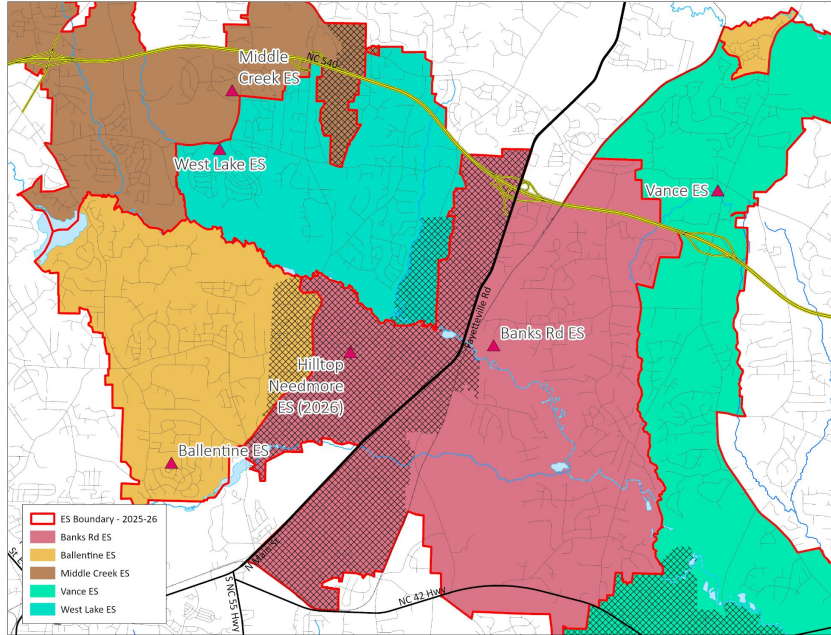 NC 540
Middle
Creek ES
West Lake ES
Vance ES
Fayetteville Rd
Banks Rd ES
Hilltop
Needmore
ES (2026)
Ballentine ES
ES Boundary - 2025-26
Banks Rd ES
Ballentine ES
Middle Creek ES
Vance ES
West Lake ES
N Main St
S NC 55 Hwy
NC 42 Hwy